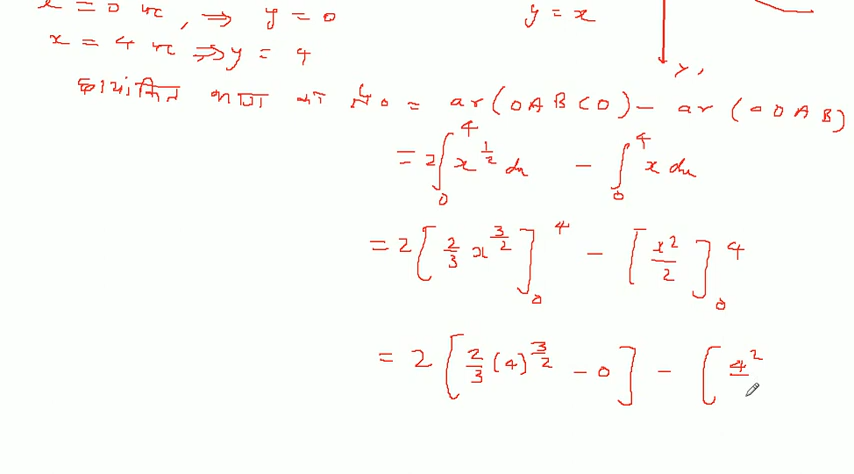 x = 0 पर, ⇒ y = 0
y = x
x = 4 पर ⇒ y = 4
y'
छायांकित भाग का क्षे० = ar(OABCO) - ar(△OAB)
= 2∫₀⁴ x^{1/2} dx - ∫₀⁴ x dx
= 2[2/3 x^{3/2}]₀⁴ - [x²/2]₀⁴
= 2[2/3 (4)^{3/2} - 0] - [4²